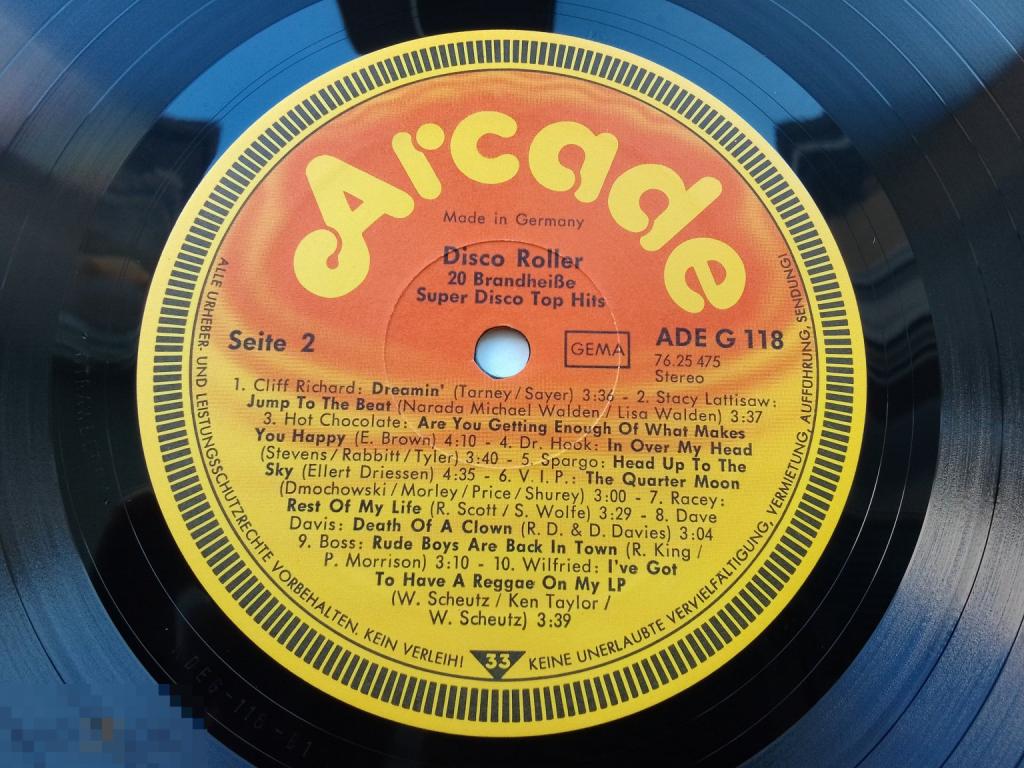 Arcade
Made in Germany
Disco Roller
20 Brandheiße
Super Disco Top Hits
Seite 2
GEMA
ADE G 118
76.25 475
Stereo
1. Cliff Richard: Dreamin' (Tarney/Sayer) 3:36 - 2. Stacy Lattisaw:
Jump To The Beat (Narada Michael Walden/Lisa Walden) 3:37
3. Hot Chocolate: Are You Getting Enough Of What Makes
You Happy (E. Brown) 4:10 - 4. Dr. Hook: In Over My Head
(Stevens/Rabbitt/Tyler) 3:40 - 5. Spargo: Head Up To The
Sky (Ellert Driessen) 4:35 - 6. V.I.P.: The Quarter Moon
(Dmochowski/Morley/Price/Shurey) 3:00 - 7. Racey:
Rest Of My Life (R. Scott/S. Wolfe) 3:29 - 8. Dave
Davis: Death Of A Clown (R. D. & D. Davies) 3:04
9. Boss: Rude Boys Are Back In Town (R. King/
P. Morrison) 3:10 - 10. Wilfried: I've Got
To Have A Reggae On My LP
(W. Scheutz/Ken Taylor/
W. Scheutz) 3:39
ALLE URHEBER- UND LEISTUNGSSCHUTZRECHTE VORBEHALTEN. KEIN VERLEIH! KEINE UNERLAUBTE VERVIELFÄLTIGUNG, VERMIETUNG, AUFFÜHRUNG, SENDUNG!
33